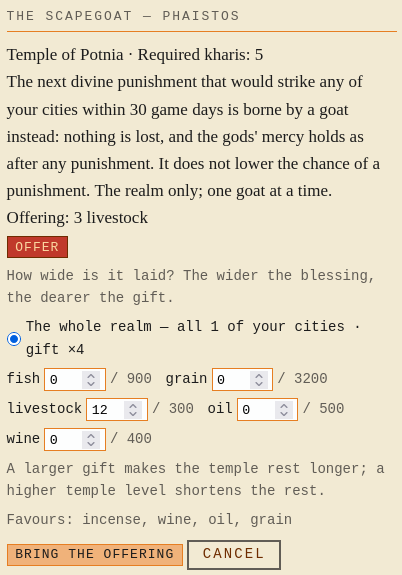 THE SCAPEGOAT — PHAISTOS
Temple of Potnia · Required kharis: 5
The next divine punishment that would strike any of
your cities within 30 game days is borne by a goat
instead: nothing is lost, and the gods' mercy holds as
after any punishment. It does not lower the chance of a
punishment. The realm only; one goat at a time.
Offering: 3 livestock
OFFER
How wide is it laid? The wider the blessing,
the dearer the gift.
The whole realm — all 1 of your cities ·
gift ×4
fish 0 / 900 grain 0 / 3200
livestock 12 / 300 oil 0 / 500
wine 0 / 400
A larger gift makes the temple rest longer; a
higher temple level shortens the rest.
Favours: incense, wine, oil, grain
BRING THE OFFERING CANCEL